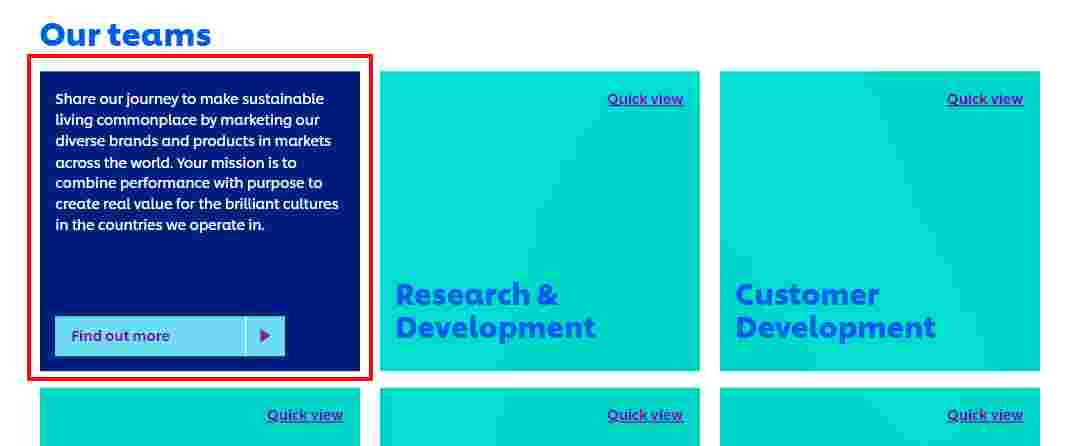 Our teams
Share our journey to make sustainable
living commonplace by marketing our
diverse brands and products in markets
across the world. Your mission is to
combine performance with purpose to
create real value for the brilliant cultures
in the countries we operate in.
Find out more
Quick view
Research &
Development
Quick view
Customer
Development
Quick view
Quick view
Quick view